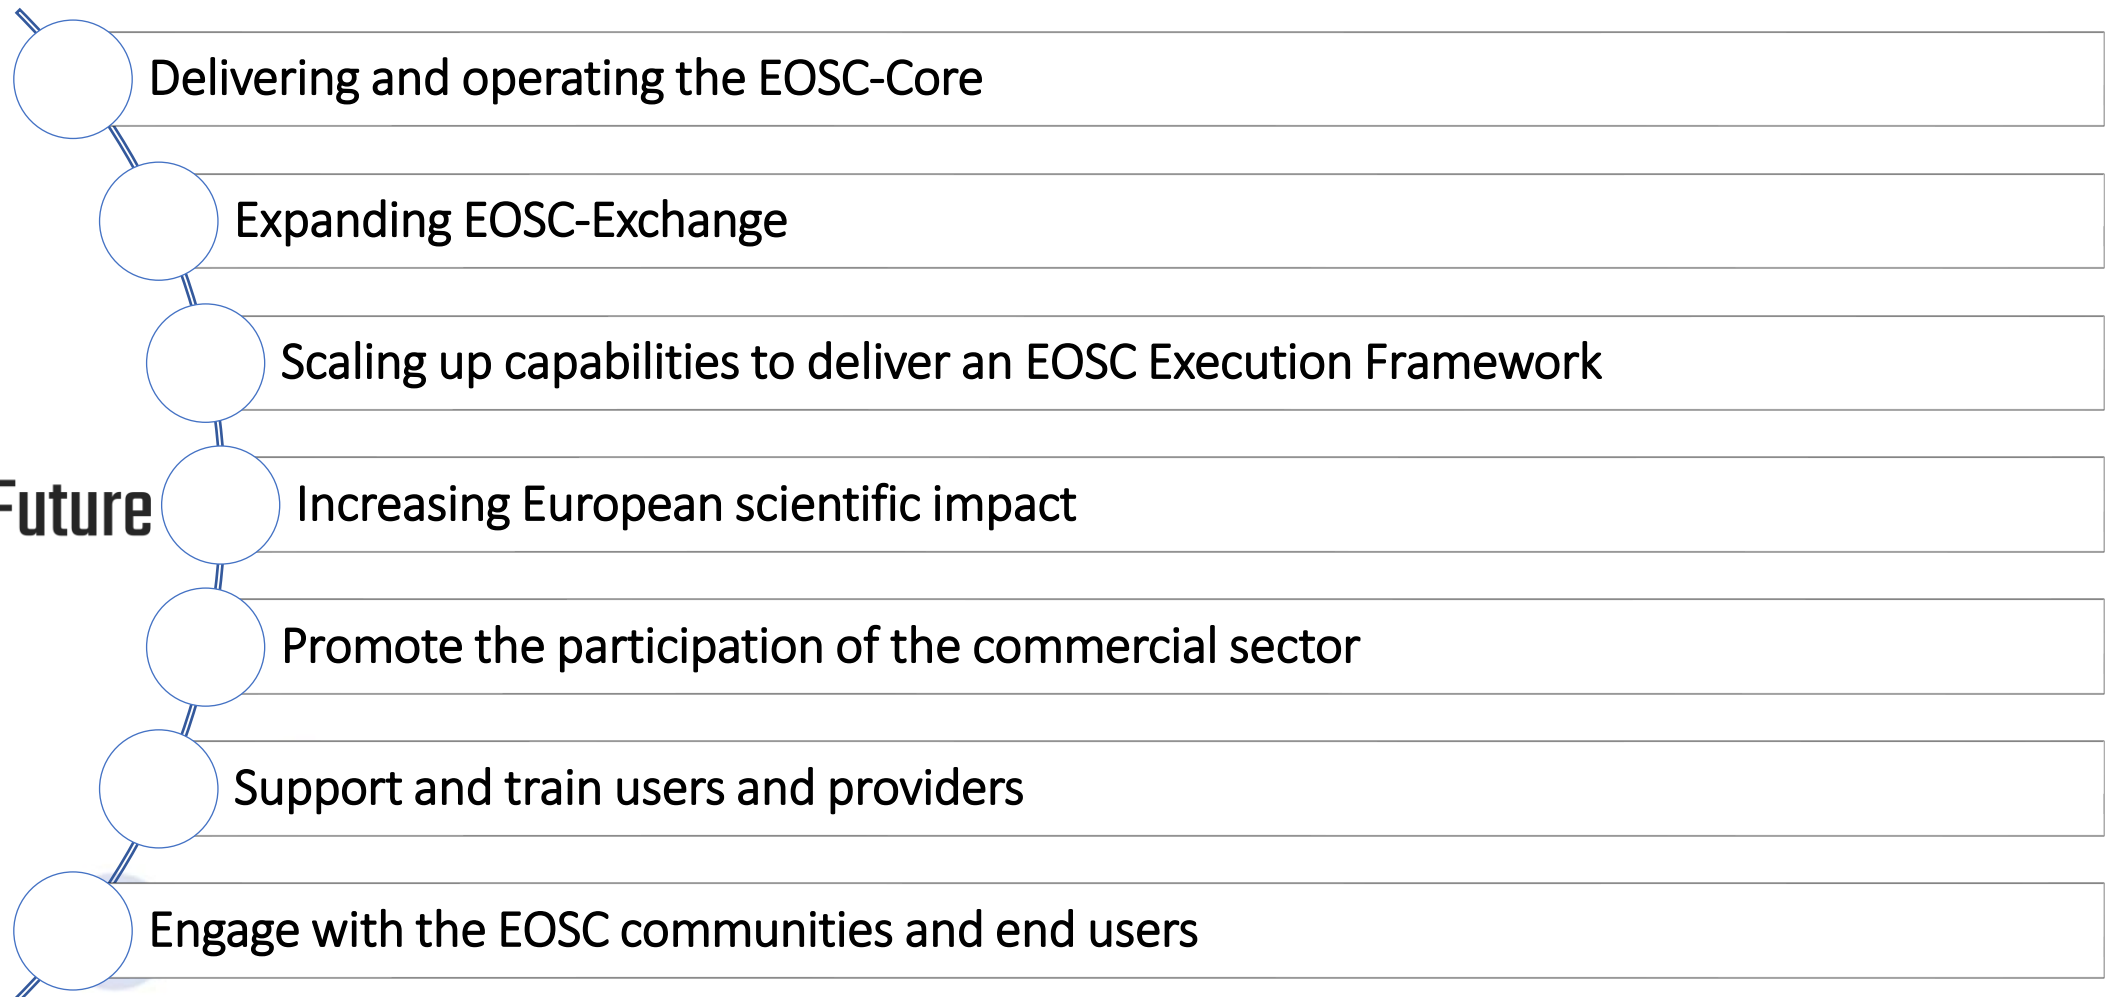 Delivering and operating the EOSC-Core
Expanding EOSC-Exchange
Scaling up capabilities to deliver an EOSC Execution Framework
Future
Increasing European scientific impact
Promote the participation of the commercial sector
Support and train users and providers
Engage with the EOSC communities and end users